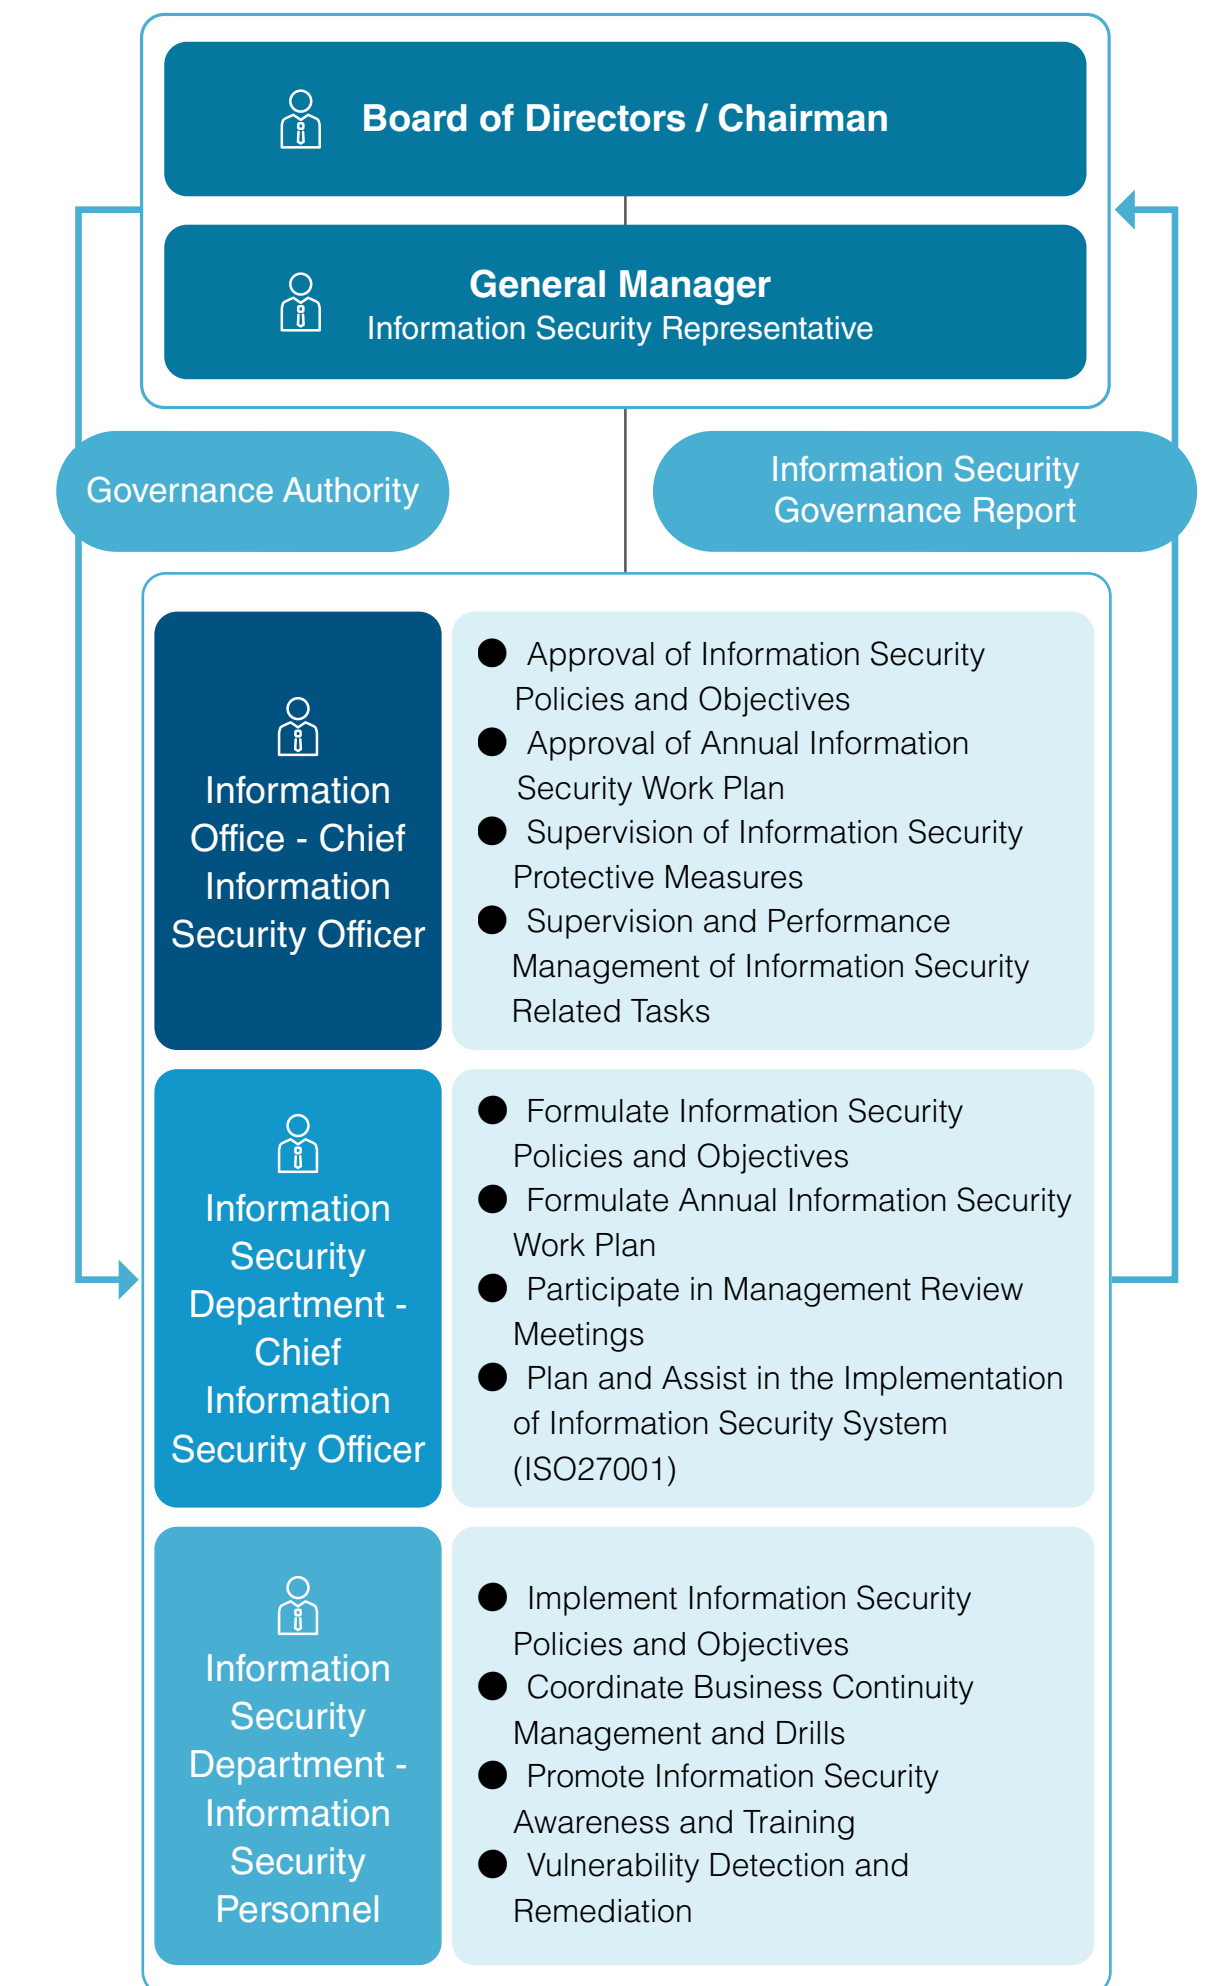 Board of Directors / Chairman
General Manager
Information Security Representative
Governance Authority
Information Security
Governance Report
Information
Office - Chief
Information
Security Officer
● Approval of Information Security
Policies and Objectives
● Approval of Annual Information
Security Work Plan
● Supervision of Information Security
Protective Measures
● Supervision and Performance
Management of Information Security
Related Tasks
Information
Security
Department -
Chief
Information
Security Officer
● Formulate Information Security
Policies and Objectives
● Formulate Annual Information Security
Work Plan
● Participate in Management Review
Meetings
● Plan and Assist in the Implementation
of Information Security System
(ISO27001)
Information
Security
Department -
Information
Security
Personnel
● Implement Information Security
Policies and Objectives
● Coordinate Business Continuity
Management and Drills
● Promote Information Security
Awareness and Training
● Vulnerability Detection and
Remediation